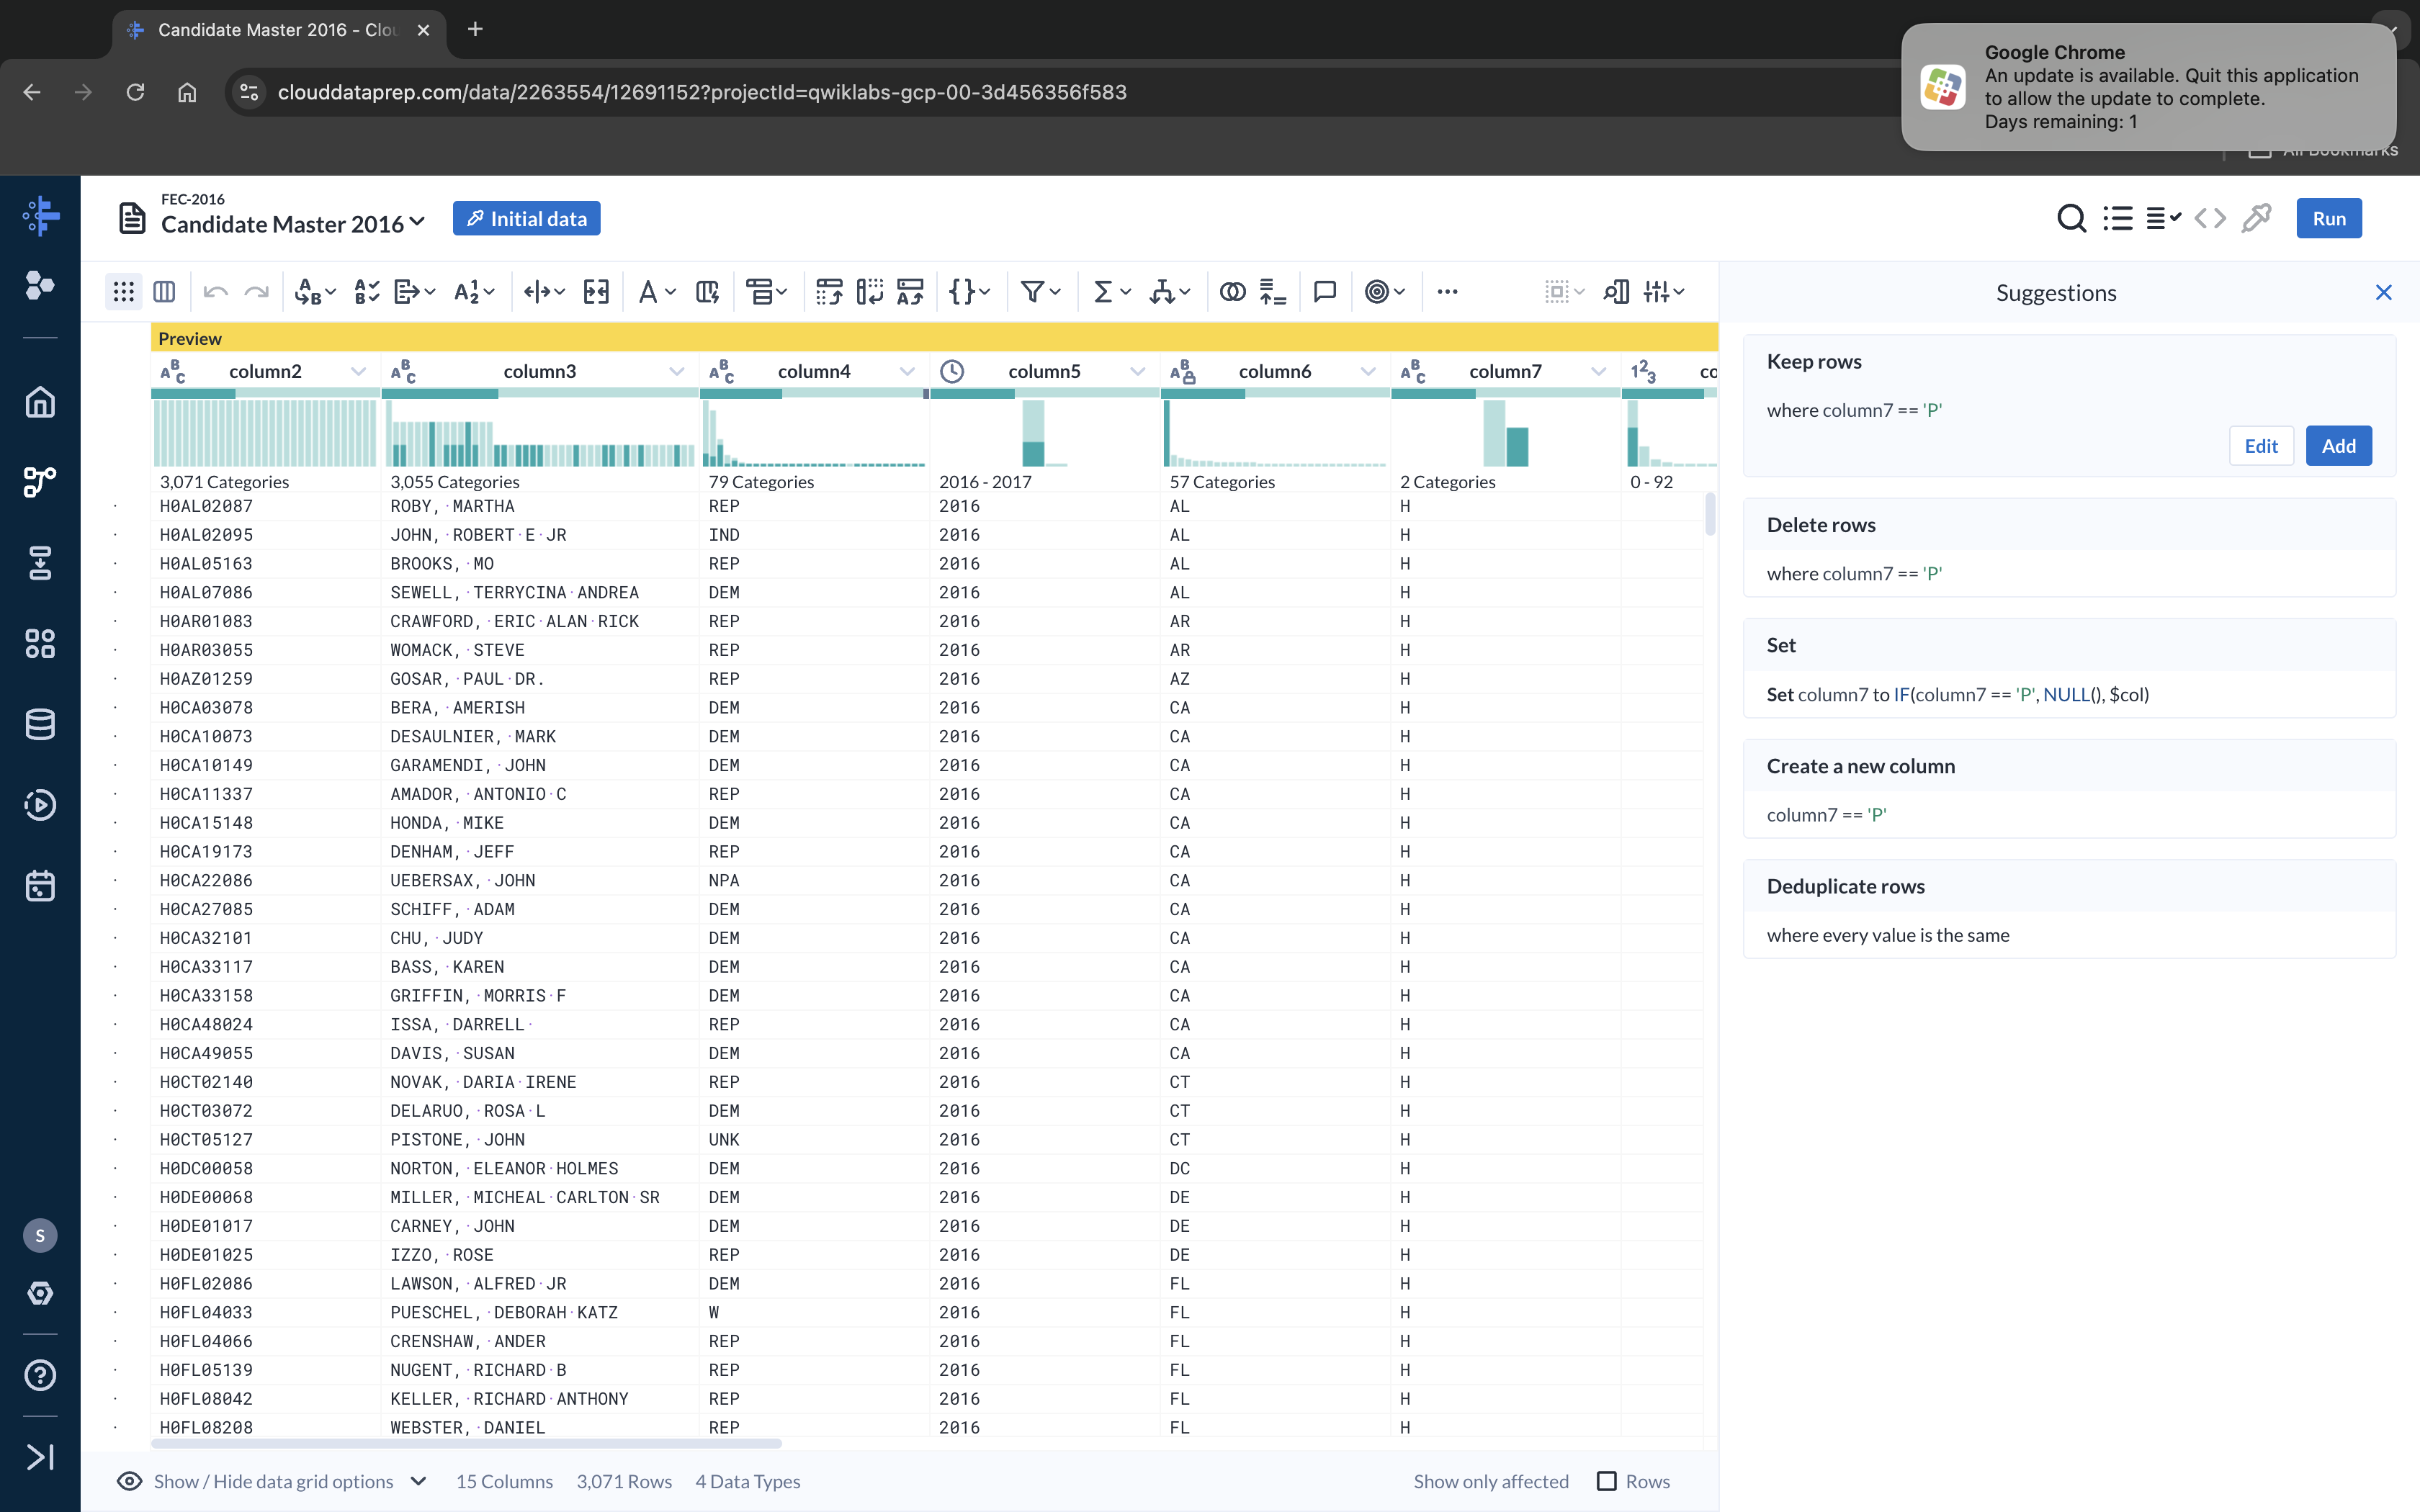 Candidate Master 2016 - Clou
Google Chrome
An update is available. Quit this application
to allow the update to complete.
Days remaining: 1
clouddataprep.com/data/2263554/12691152?projectId=qwiklabs-gcp-00-3d456356f583
All Bookmarks
FEC-2016
Candidate Master 2016
Initial data
Run
Suggestions
Preview
column2 column3 column4 column5 column6 column7 co
3,071 Categories 3,055 Categories 79 Categories 2016 - 2017 57 Categories 2 Categories 0 - 92
H0AL02087 ROBY, MARTHA REP 2016 AL H
H0AL02095 JOHN, ROBERT E JR IND 2016 AL H
H0AL05163 BROOKS, MO REP 2016 AL H
H0AL07086 SEWELL, TERRYCINA ANDREA DEM 2016 AL H
H0AR01083 CRAWFORD, ERIC ALAN RICK REP 2016 AR H
H0AR03055 WOMACK, STEVE REP 2016 AR H
H0AZ01259 GOSAR, PAUL DR. REP 2016 AZ H
H0CA03078 BERA, AMERISH DEM 2016 CA H
H0CA10073 DESAULNIER, MARK DEM 2016 CA H
H0CA10149 GARAMENDI, JOHN DEM 2016 CA H
H0CA11337 AMADOR, ANTONIO C REP 2016 CA H
H0CA15148 HONDA, MIKE DEM 2016 CA H
H0CA19173 DENHAM, JEFF REP 2016 CA H
H0CA22086 UEBERSAX, JOHN NPA 2016 CA H
H0CA27085 SCHIFF, ADAM DEM 2016 CA H
H0CA32101 CHU, JUDY DEM 2016 CA H
H0CA33117 BASS, KAREN DEM 2016 CA H
H0CA33158 GRIFFIN, MORRIS F DEM 2016 CA H
H0CA48024 ISSA, DARRELL REP 2016 CA H
H0CA49055 DAVIS, SUSAN DEM 2016 CA H
H0CT02140 NOVAK, DARIA IRENE REP 2016 CT H
H0CT03072 DELARUO, ROSA L DEM 2016 CT H
H0CT05127 PISTONE, JOHN UNK 2016 CT H
H0DC00058 NORTON, ELEANOR HOLMES DEM 2016 DC H
H0DE00068 MILLER, MICHEAL CARLTON SR DEM 2016 DE H
H0DE01017 CARNEY, JOHN DEM 2016 DE H
H0DE01025 IZZO, ROSE REP 2016 DE H
H0FL02086 LAWSON, ALFRED JR DEM 2016 FL H
H0FL04033 PUESCHEL, DEBORAH KATZ W 2016 FL H
H0FL04066 CRENSHAW, ANDER REP 2016 FL H
H0FL05139 NUGENT, RICHARD B REP 2016 FL H
H0FL08042 KELLER, RICHARD ANTHONY REP 2016 FL H
H0FL08208 WEBSTER, DANIEL REP 2016 FL H
Keep rows
where column7 == 'P'
Edit
Add
Delete rows
where column7 == 'P'
Set
Set column7 to IF(column7 == 'P', NULL(), $col)
Create a new column
column7 == 'P'
Deduplicate rows
where every value is the same
S
Show / Hide data grid options 15 Columns 3,071 Rows 4 Data Types Show only affected Rows